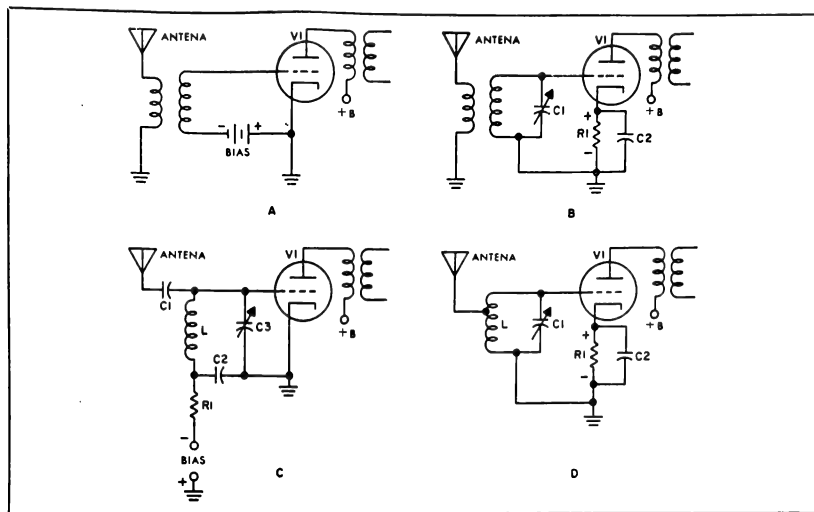 ANTENA
V1
+B
- +
BIAS
A
ANTENA
V1
C1
+
R1
-
C2
+B
B
ANTENA
V1
C1
L
C3
C2
R1
+B
-
BIAS
+
C
ANTENA
V1
L
C1
+
R1
-
C2
+B
D